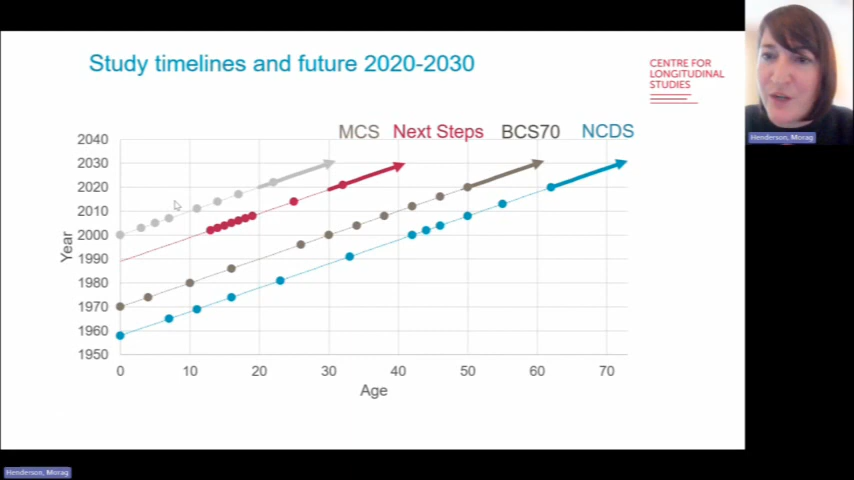 Study timelines and future 2020-2030
CENTRE FOR
LONGITUDINAL
STUDIES
Henderson, Morag
MCS Next Steps BCS70 NCDS
2040
2030
2020
2010
2000
1990
1980
1970
1960
1950
Year
0 10 20 30 40 50 60 70
Age
Henderson, Morag